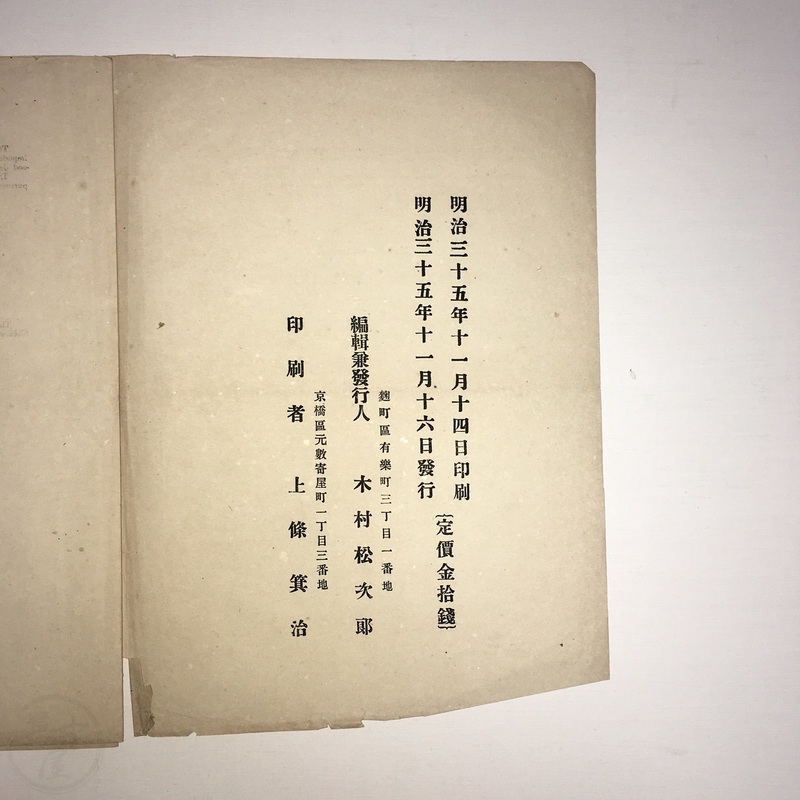 明治三十五年十一月十四日印刷
明治三十五年十一月十六日發行
(定價金拾錢)
麹町區有樂町三丁目一番地
編輯兼發行人 木村松次郎
京橋區元數寄屋町一丁目三番地
印刷者 上條箕治